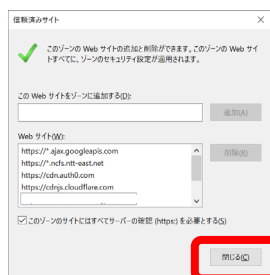 信頼済みサイト
このゾーンの Web サイトの追加と削除ができます。このゾーンの Web サイ
トすべてに、ゾーンのセキュリティ設定が適用されます。
この Web サイトをゾーンに追加する(D):
追加(A)
Web サイト(W):
https://*.ajax.googleapis.com
https://*.ncfs.ntt-east.net
https://cdn.auth0.com
https://cdnjs.cloudflare.com
削除(R)
このゾーンのサイトにはすべてサーバーの確認 (https:) を必要とする(S)
閉じる(C)